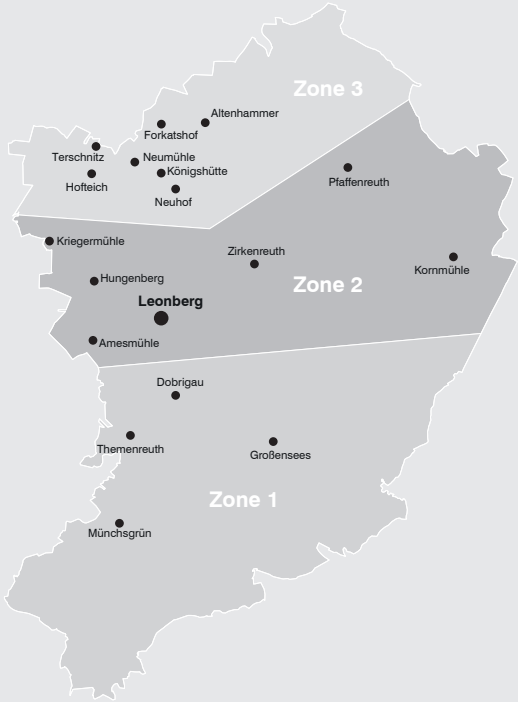 Zone 3
Altenhammer
Forkatshof
Terschnitz
Neumühle
Königshütte
Hofteich
Pfaffenreuth
Neuhof
Kriegermühle
Zirkenreuth
Kornmühle
Hungenberg
Zone 2
Leonberg
Amesmühle
Dobrigau
Themenreuth
Großensees
Zone 1
Münchsgrün